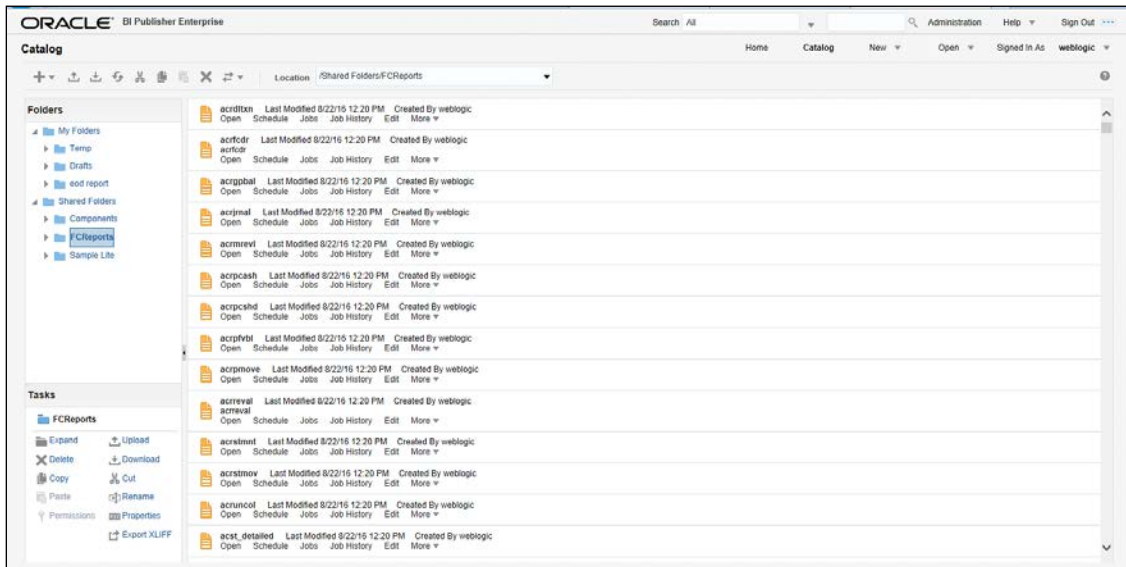 ORACLE BI Publisher Enterprise Search All Administration Help Sign Out
Catalog Home Catalog New Open Signed In As weblogic
Location /Shared Folders/FCReports
Folders
My Folders
Temp
Drafts
eod report
Shared Folders
Components
FCReports
Sample Lite
Tasks
FCReports
Expand Upload
Delete Download
Copy Cut
Paste Rename
Permissions Properties
Export XLIFF
acrdltxn Last Modified 8/22/16 12:20 PM Created By weblogic
Open Schedule Jobs Job History Edit More
acrfcdr Last Modified 8/22/16 12:20 PM Created By weblogic
acrfcdr
Open Schedule Jobs Job History Edit More
acrgpbal Last Modified 8/22/16 12:20 PM Created By weblogic
Open Schedule Jobs Job History Edit More
acrjrnal Last Modified 8/22/16 12:20 PM Created By weblogic
Open Schedule Jobs Job History Edit More
acrmrevl Last Modified 8/22/16 12:20 PM Created By weblogic
Open Schedule Jobs Job History Edit More
acrpcash Last Modified 8/22/16 12:20 PM Created By weblogic
Open Schedule Jobs Job History Edit More
acrpcshd Last Modified 8/22/16 12:20 PM Created By weblogic
Open Schedule Jobs Job History Edit More
acrpfvbl Last Modified 8/22/16 12:20 PM Created By weblogic
Open Schedule Jobs Job History Edit More
acrpmove Last Modified 8/22/16 12:20 PM Created By weblogic
Open Schedule Jobs Job History Edit More
acrreval Last Modified 8/22/16 12:20 PM Created By weblogic
acrreval
Open Schedule Jobs Job History Edit More
acrstmnt Last Modified 8/22/16 12:20 PM Created By weblogic
Open Schedule Jobs Job History Edit More
acrstmov Last Modified 8/22/16 12:20 PM Created By weblogic
Open Schedule Jobs Job History Edit More
acruncol Last Modified 8/22/16 12:20 PM Created By weblogic
Open Schedule Jobs Job History Edit More
acst_detailed Last Modified 8/22/16 12:20 PM Created By weblogic
Open Schedule Jobs Job History Edit More